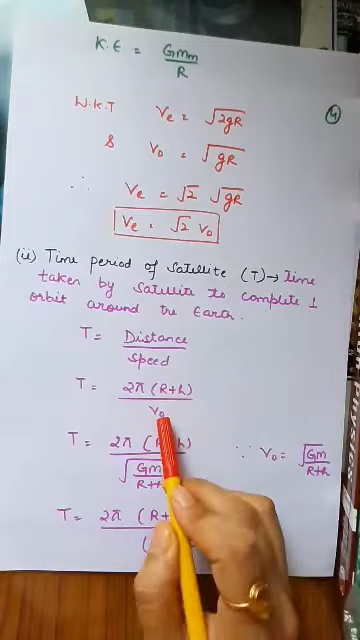 K.E = GMm/R
W.K.T Ve = √2gR
④
& Vo = √gR
∴ Ve = √2 √gR
Ve = √2 Vo
(ii) Time period of Satellite (T) → Time
taken by Satellite to complete 1
orbit around the Earth.
T = Distance/Speed
T = 2π (R+h)/Vo
T = 2π (R+h)/√Gm/R+h ∵ Vo = √Gm/R+h
T = 2π (R+